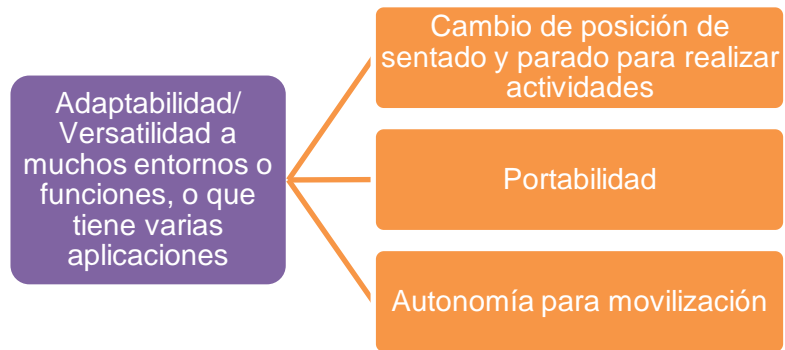 Adaptabilidad/
Versatilidad a
muchos entornos o
funciones, o que
tiene varias
aplicaciones
Cambio de posición de
sentado y parado para realizar
actividades
Portabilidad
Autonomía para movilización